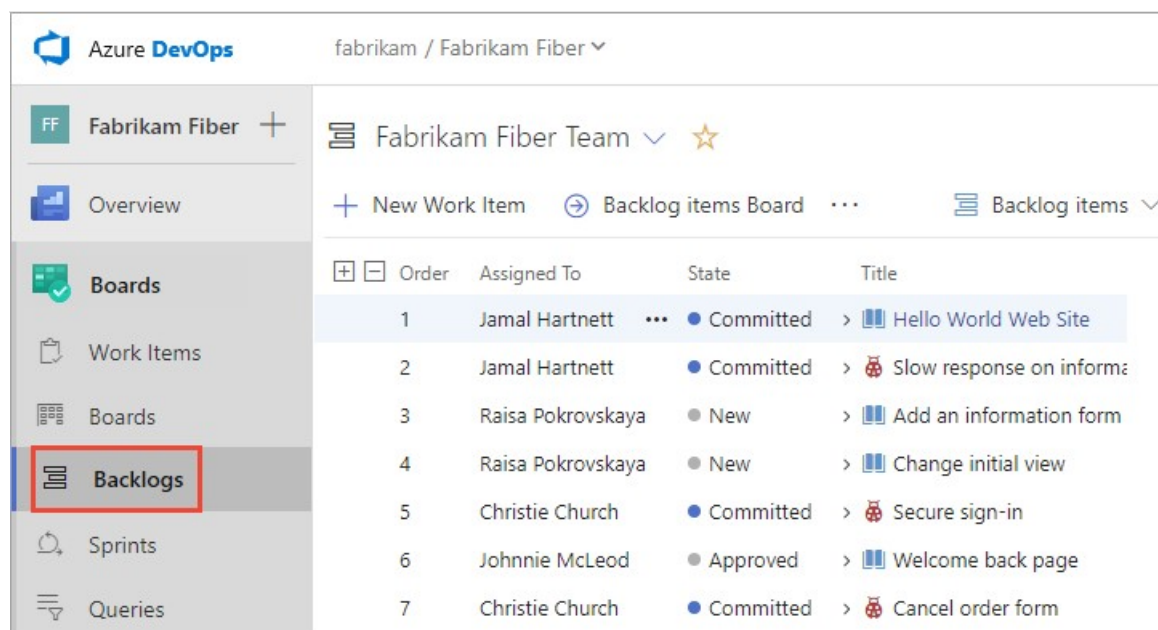 Azure DevOps
fabrikam / Fabrikam Fiber
FF
Fabrikam Fiber
Overview
Boards
Work Items
Boards
Backlogs
Sprints
Queries
Fabrikam Fiber Team
New Work Item Backlog items Board ... Backlog items
Order Assigned To State Title
1 Jamal Hartnett ••• Committed Hello World Web Site
2 Jamal Hartnett Committed Slow response on informa
3 Raisa Pokrovskaya New Add an information form
4 Raisa Pokrovskaya New Change initial view
5 Christie Church Committed Secure sign-in
6 Johnnie McLeod Approved Welcome back page
7 Christie Church Committed Cancel order form